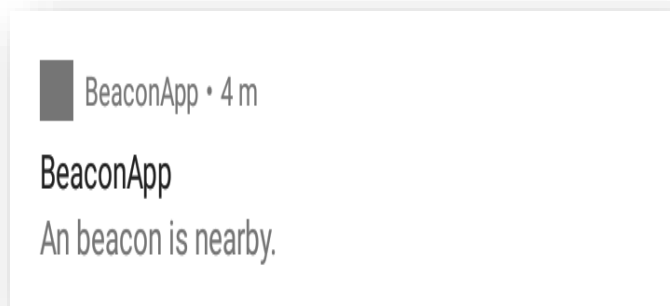 BeaconApp • 4 m
BeaconApp
An beacon is nearby.